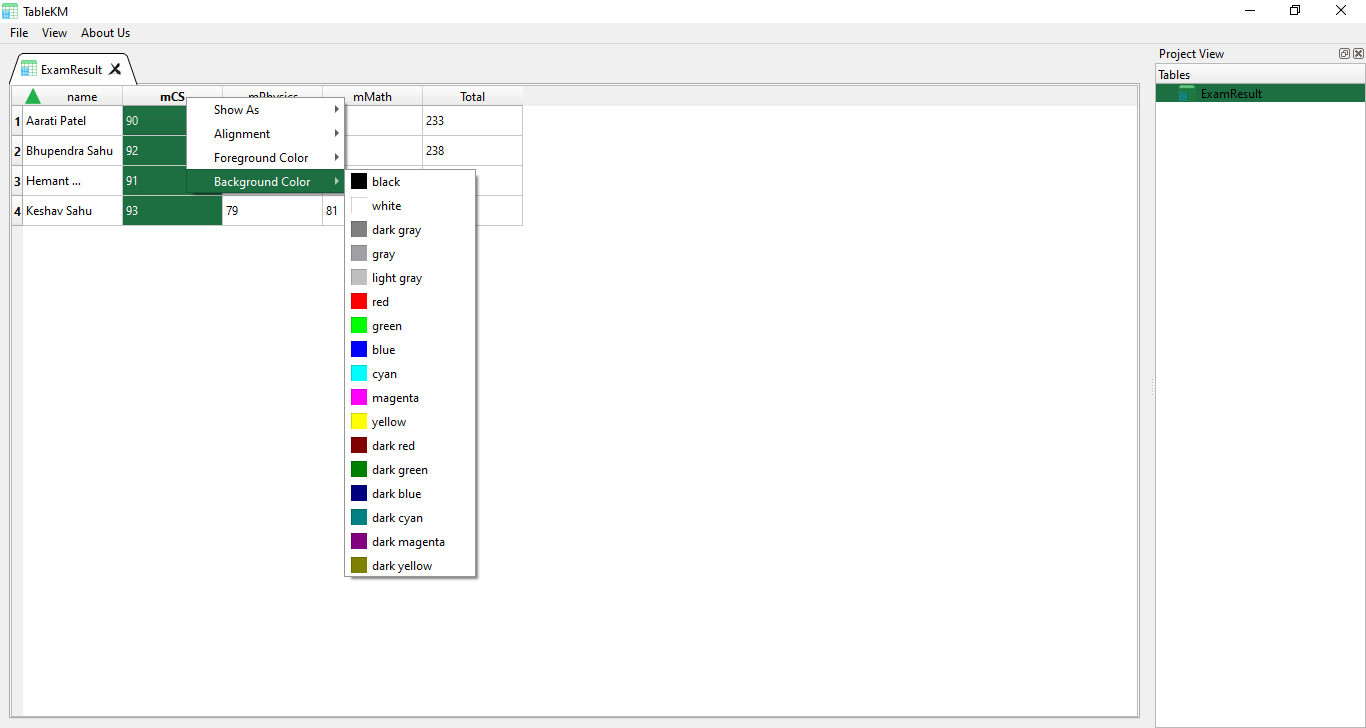 TableKM
File View About Us
ExamResult
name mCS mPhysics mMath Total
1 Aarati Patel 90 233
2 Bhupendra Sahu 92 238
3 Hemant ... 91
4 Keshav Sahu 93 79 81
Show As
Alignment
Foreground Color
Background Color
black
white
dark gray
gray
light gray
red
green
blue
cyan
magenta
yellow
dark red
dark green
dark blue
dark cyan
dark magenta
dark yellow
Project View
Tables
ExamResult